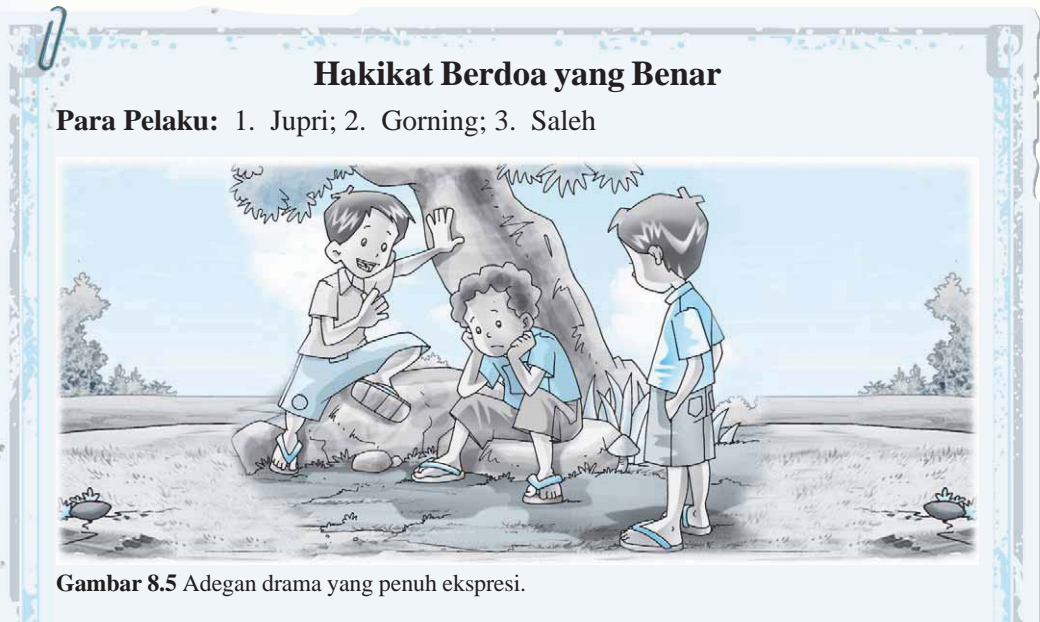 Hakikat Berdoa yang Benar
Para Pelaku: 1. Jupri; 2. Gorning; 3. Saleh
Gambar 8.5 Adegan drama yang penuh ekspresi.